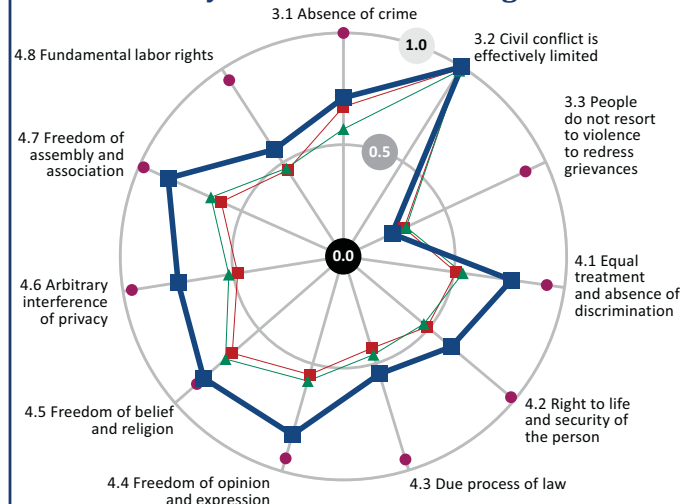 3.1 Absence of crime
1.0
3.2 Civil conflict is
effectively limited
4.8 Fundamental labor rights
3.3 People
do not resort
to violence
to redress
grievances
4.7 Freedom of
assembly and
association
0.5
0.0
4.1 Equal
treatment
and absence of
discrimination
4.6 Arbitrary
interference
of privacy
4.2 Right to life
and security of
the person
4.5 Freedom of belief
and religion
4.4 Freedom of opinion
and expression
4.3 Due process of law